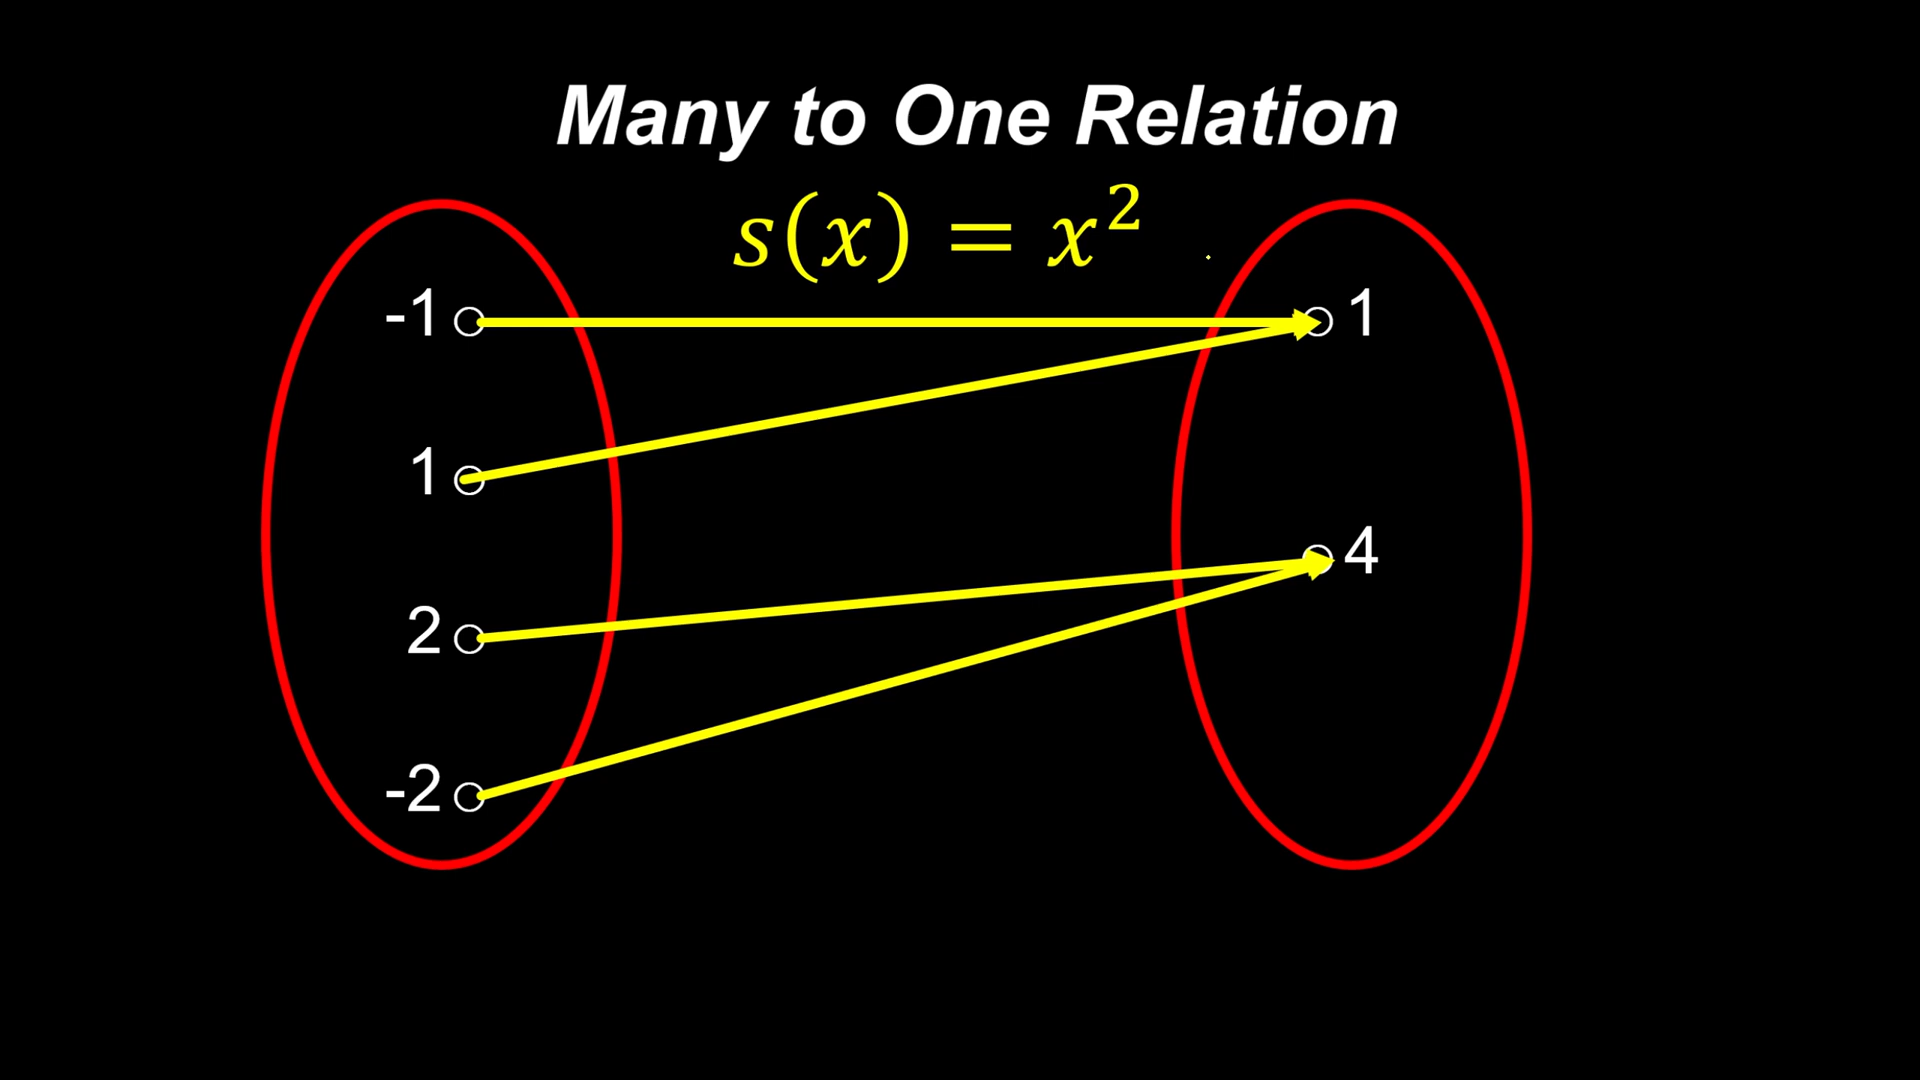 Many to One Relation
s(x) = x²
-1 1
1
4
2
-2